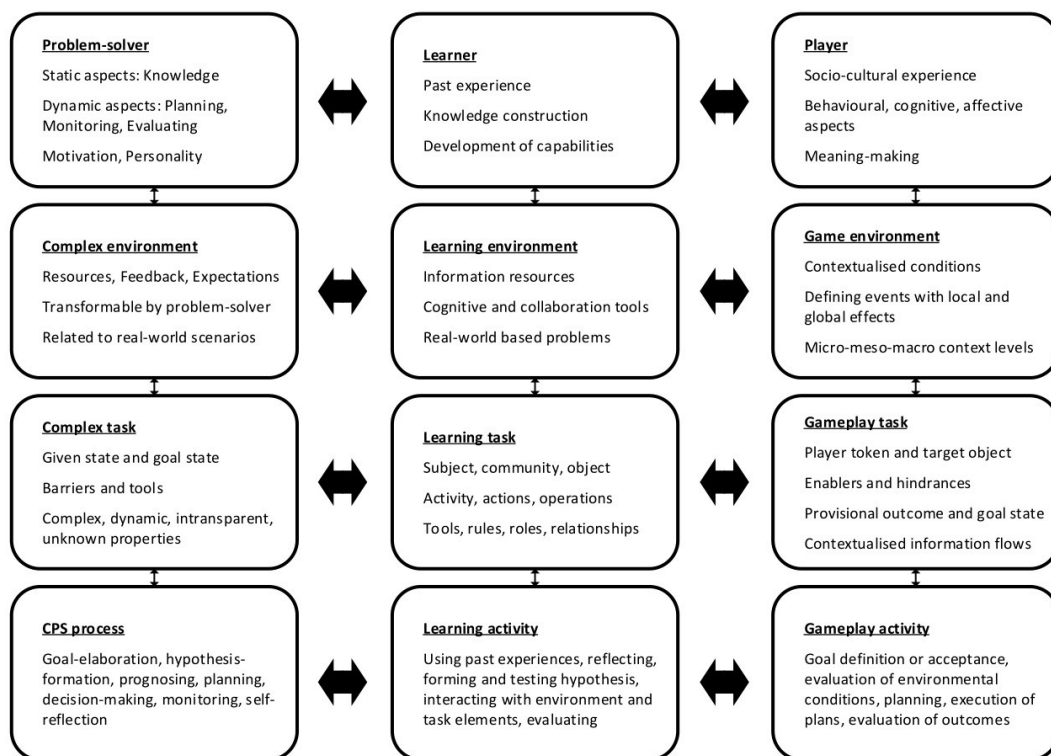 Problem-solver
Static aspects: Knowledge
Dynamic aspects: Planning,
Monitoring, Evaluating
Motivation, Personality
Learner
Past experience
Knowledge construction
Development of capabilities
Player
Socio-cultural experience
Behavioural, cognitive, affective
aspects
Meaning-making
Complex environment
Resources, Feedback, Expectations
Transformable by problem-solver
Related to real-world scenarios
Learning environment
Information resources
Cognitive and collaboration tools
Real-world based problems
Game environment
Contextualised conditions
Defining events with local and
global effects
Micro-meso-macro context levels
Complex task
Given state and goal state
Barriers and tools
Complex, dynamic, intransparent,
unknown properties
Learning task
Subject, community, object
Activity, actions, operations
Tools, rules, roles, relationships
Gameplay task
Player token and target object
Enablers and hindrances
Provisional outcome and goal state
Contextualised information flows
CPS process
Goal-elaboration, hypothesis-
formation, prognosing, planning,
decision-making, monitoring, self-
reflection
Learning activity
Using past experiences, reflecting,
forming and testing hypothesis,
interacting with environment and
task elements, evaluating
Gameplay activity
Goal definition or acceptance,
evaluation of environmental
conditions, planning, execution of
plans, evaluation of outcomes